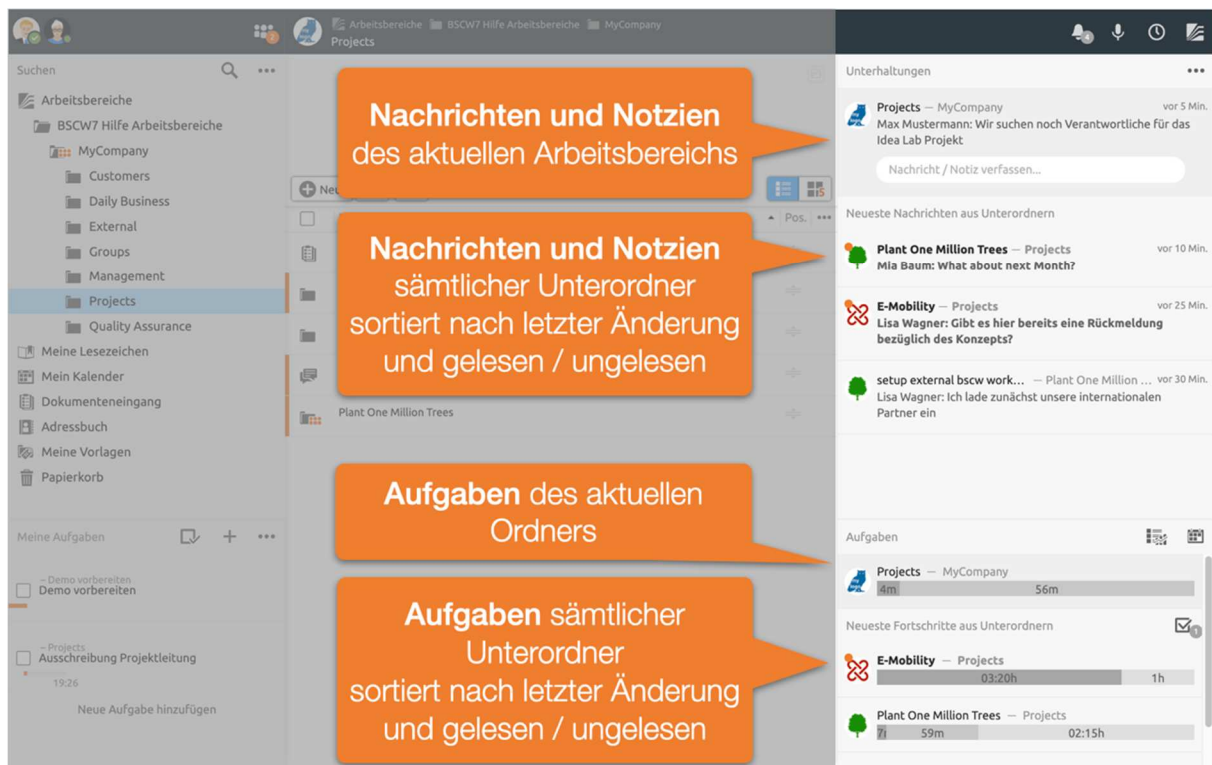 2
Arbeitsbereiche BSCW7 Hilfe Arbeitsbereiche MyCompany
Projects
4
Suchen
Arbeitsbereiche
BSCW7 Hilfe Arbeitsbereiche
MyCompany
Customers
Daily Business
External
Groups
Management
Projects
Quality Assurance
Meine Lesezeichen
Mein Kalender
Dokumenteneingang
Adressbuch
Meine Vorlagen
Papierkorb
Meine Aufgaben
– Demo vorbereiten
Demo vorbereiten
– Projects
Ausschreibung Projektleitung
19:26
Neue Aufgabe hinzufügen
Pos.
Plant One Million Trees
Nachrichten und Notzien
des aktuellen Arbeitsbereichs
Nachrichten und Notzien
sämtlicher Unterordner
sortiert nach letzter Änderung
und gelesen / ungelesen
Aufgaben des aktuellen
Ordners
Aufgaben sämtlicher
Unterordner
sortiert nach letzter Änderung
und gelesen / ungelesen
Unterhaltungen
Projects — MyCompany vor 5 Min.
Max Mustermann: Wir suchen noch Verantwortliche für das
Idea Lab Projekt
Nachricht / Notiz verfassen...
Neueste Nachrichten aus Unterordnern
Plant One Million Trees — Projects vor 10 Min.
Mia Baum: What about next Month?
E-Mobility — Projects vor 25 Min.
Lisa Wagner: Gibt es hier bereits eine Rückmeldung
bezüglich des Konzepts?
setup external bscw work... — Plant One Million ... vor 30 Min.
Lisa Wagner: Ich lade zunächst unsere internationalen
Partner ein
Aufgaben
Projects — MyCompany
4m 56m
Neueste Fortschritte aus Unterordnern
1
E-Mobility — Projects
03:20h 1h
Plant One Million Trees — Projects
59m 02:15h